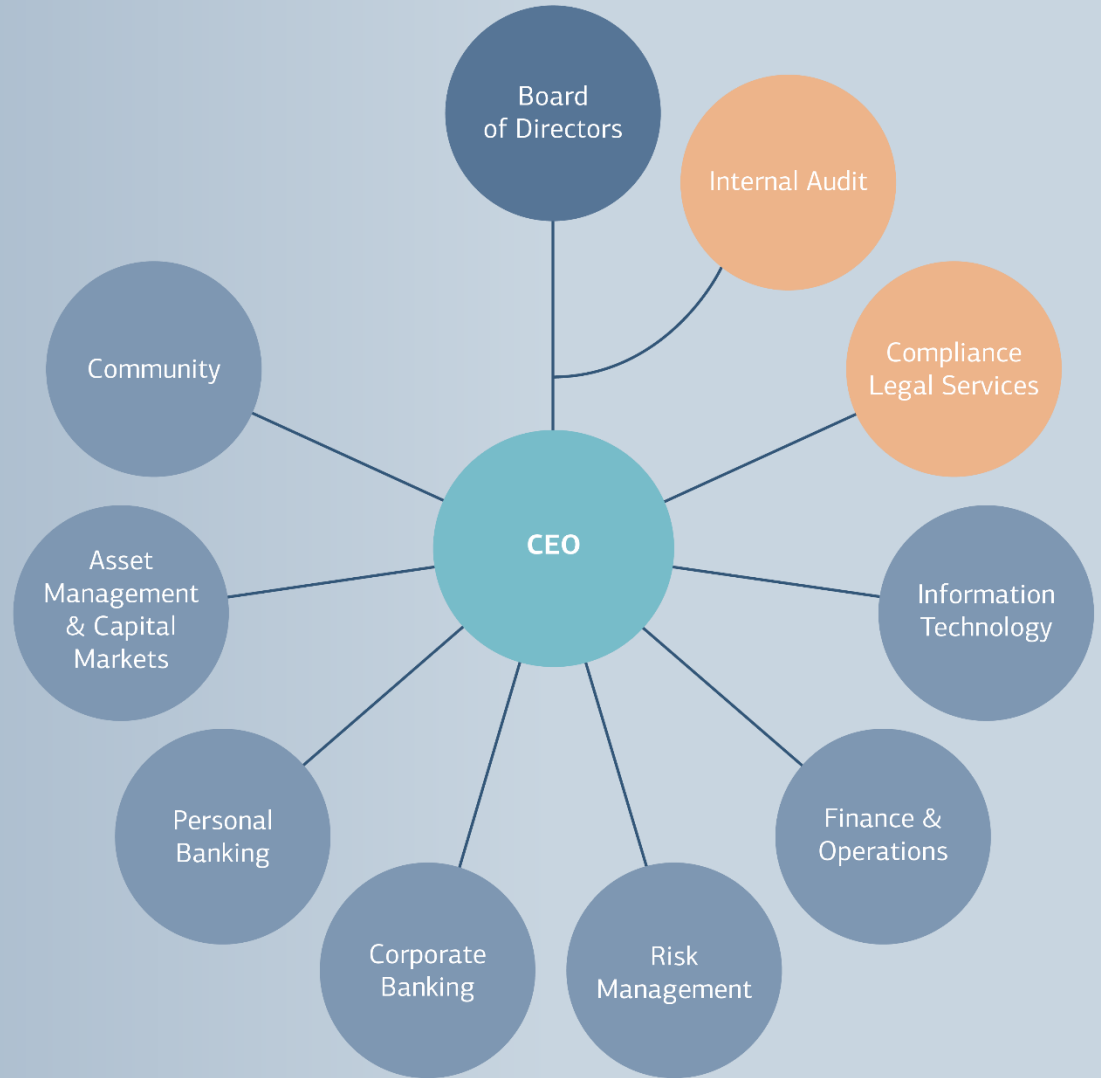 Board
of Directors
Internal Audit
Compliance
Legal Services
Community
CEO
Asset
Management
& Capital
Markets
Information
Technology
Personal
Banking
Finance &
Operations
Corporate
Banking
Risk
Management